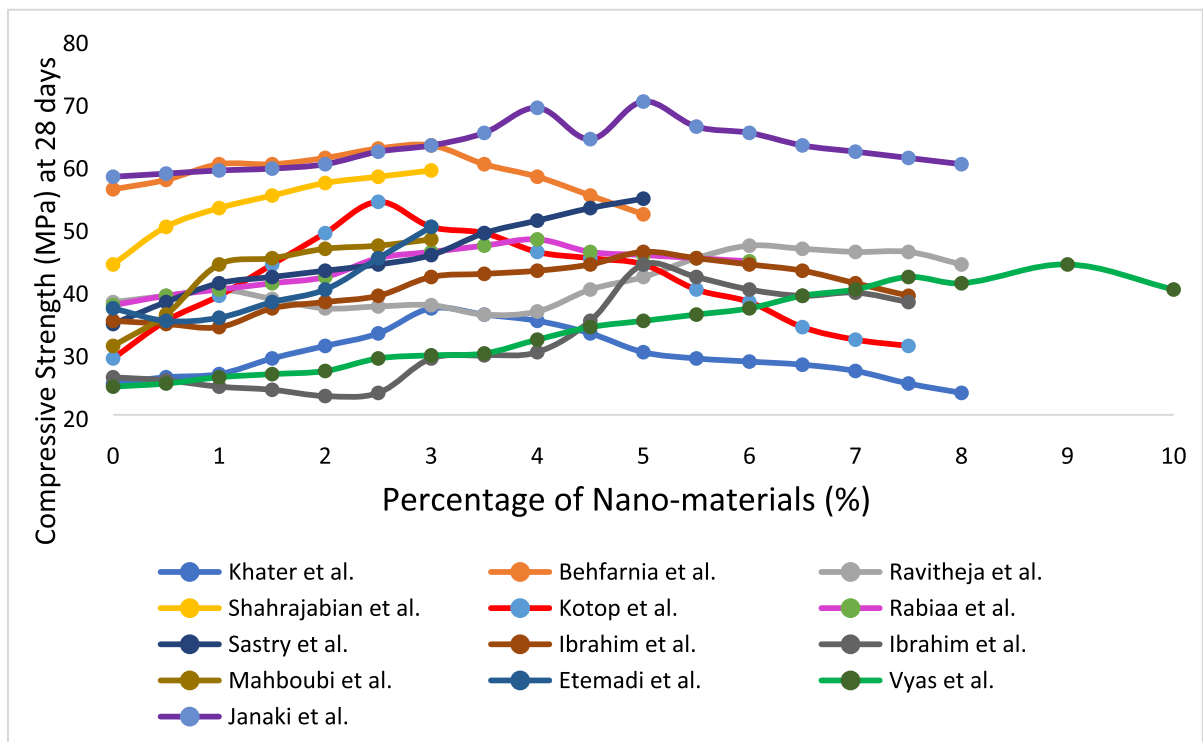 Compressive Strength (MPa) at 28 days
80
70
60
50
40
30
20
0 1 2 3 4 5 6 7 8 9 10
Percentage of Nano-materials (%)
Khater et al. Behfarnia et al. Ravitheja et al.
Shahrajabian et al. Kotop et al. Rabiaa et al.
Sastry et al. Ibrahim et al. Ibrahim et al.
Mahboubi et al. Etemadi et al. Vyas et al.
Janaki et al.